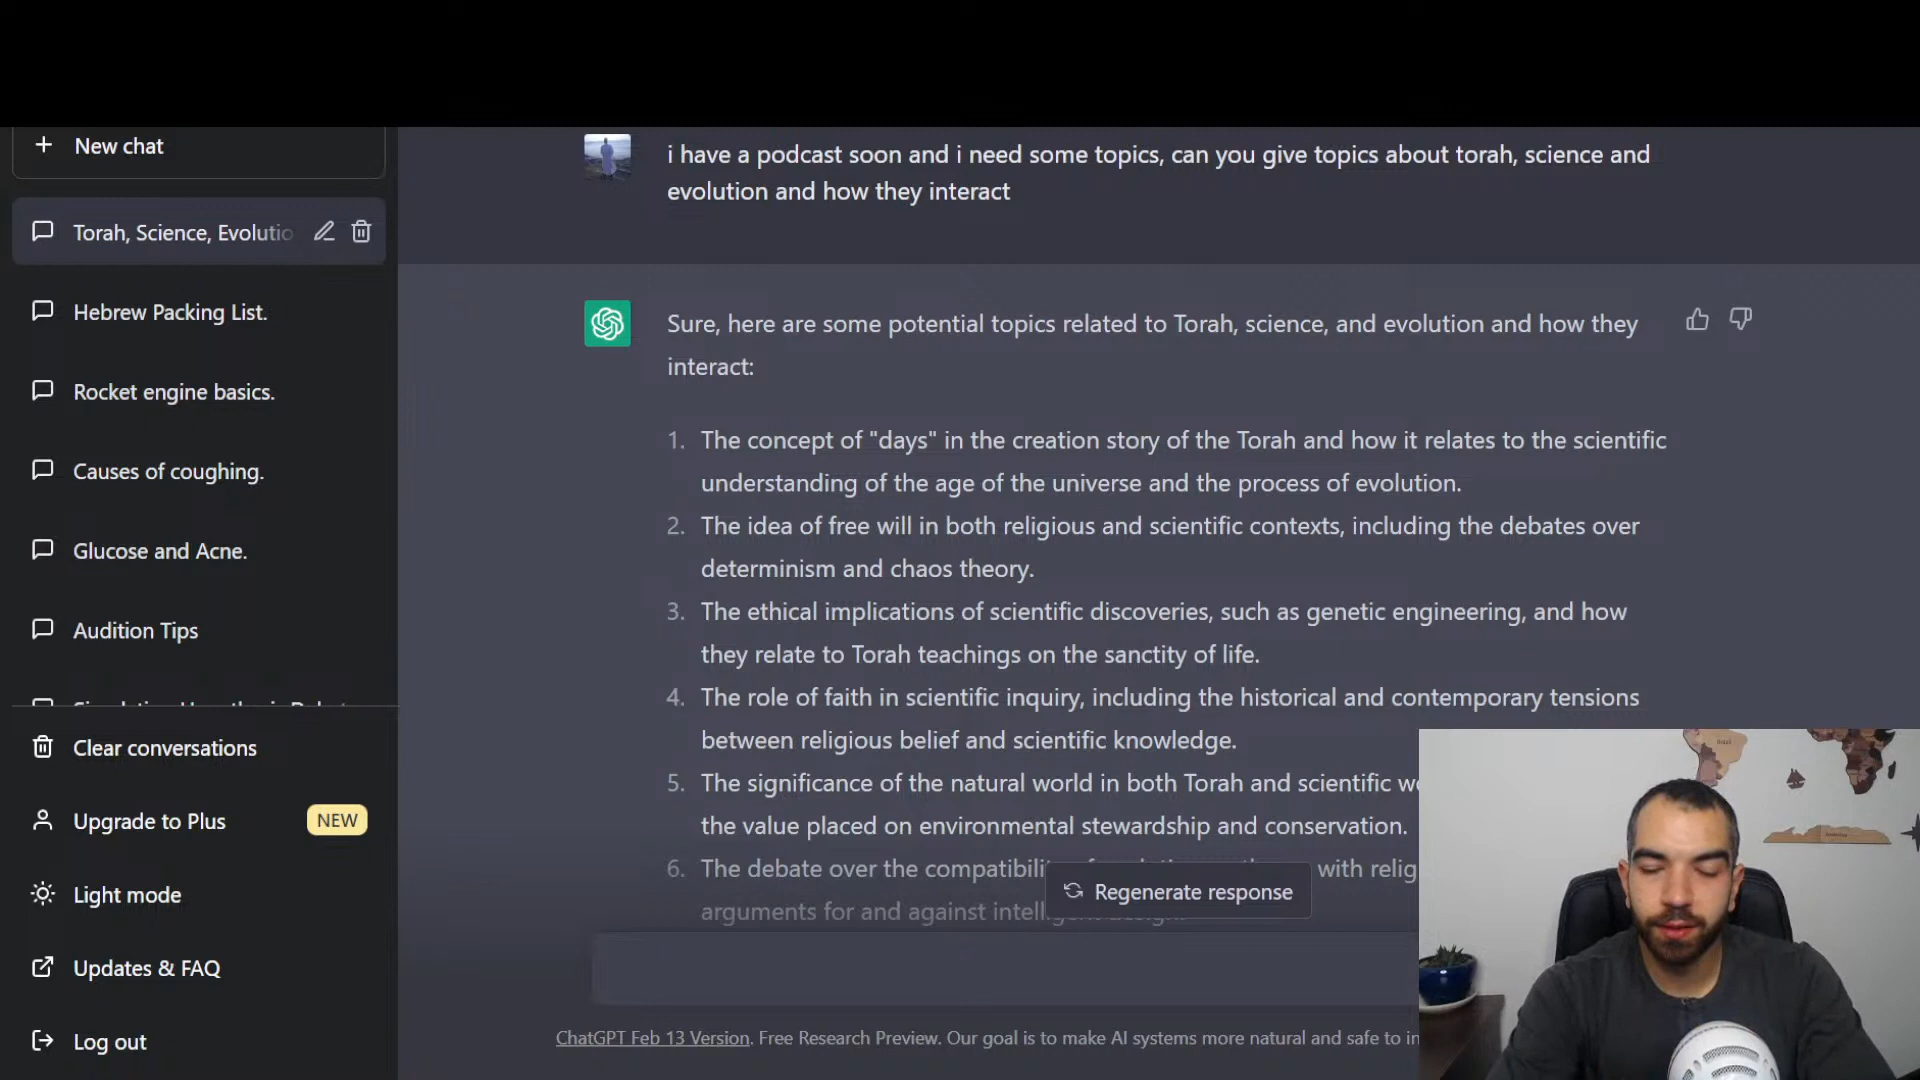 New chat
Torah, Science, Evolutio
Hebrew Packing List.
Rocket engine basics.
Causes of coughing.
Glucose and Acne.
Audition Tips
Clear conversations
Upgrade to Plus NEW
Light mode
Updates & FAQ
Log out
i have a podcast soon and i need some topics, can you give topics about torah, science and
evolution and how they interact
Sure, here are some potential topics related to Torah, science, and evolution and how they
interact:
1. The concept of "days" in the creation story of the Torah and how it relates to the scientific
understanding of the age of the universe and the process of evolution.
2. The idea of free will in both religious and scientific contexts, including the debates over
determinism and chaos theory.
3. The ethical implications of scientific discoveries, such as genetic engineering, and how
they relate to Torah teachings on the sanctity of life.
4. The role of faith in scientific inquiry, including the historical and contemporary tensions
between religious belief and scientific knowledge.
5. The significance of the natural world in both Torah and scientific
the value placed on environmental stewardship and conservation.
6. The debate over the with
arguments for and against
Regenerate response
ChatGPT Feb 13 Version. Free Research Preview. Our goal is to make AI systems more natural and safe to